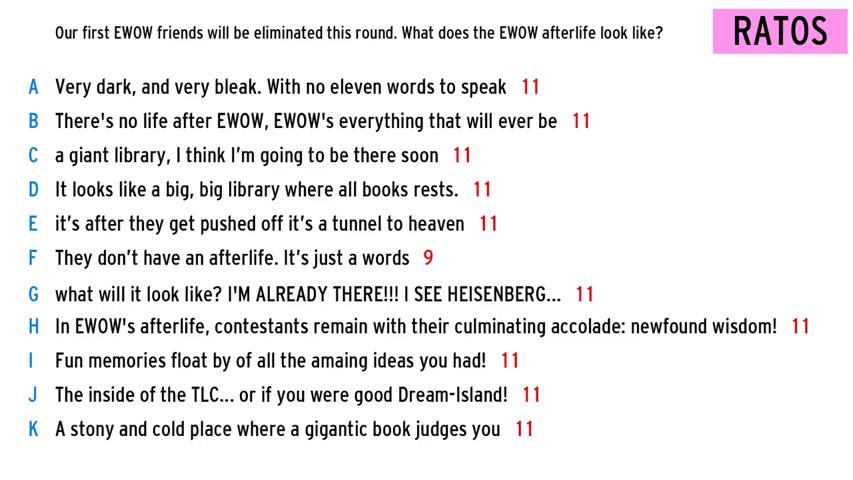 Our first EWOW friends will be eliminated this round. What does the EWOW afterlife look like?
RATOS
A Very dark, and very bleak. With no eleven words to speak 11
B There's no life after EWOW, EWOW's everything that will ever be 11
C a giant library, I think I'm going to be there soon 11
D It looks like a big, big library where all books rests. 11
E it's after they get pushed off it's a tunnel to heaven 11
F They don't have an afterlife. It's just a words 9
G what will it look like? I'M ALREADY THERE!!! I SEE HEISENBERG... 11
H In EWOW's afterlife, contestants remain with their culminating accolade: newfound wisdom! 11
I Fun memories float by of all the amaing ideas you had! 11
J The inside of the TLC... or if you were good Dream-Island! 11
K A stony and cold place where a gigantic book judges you 11